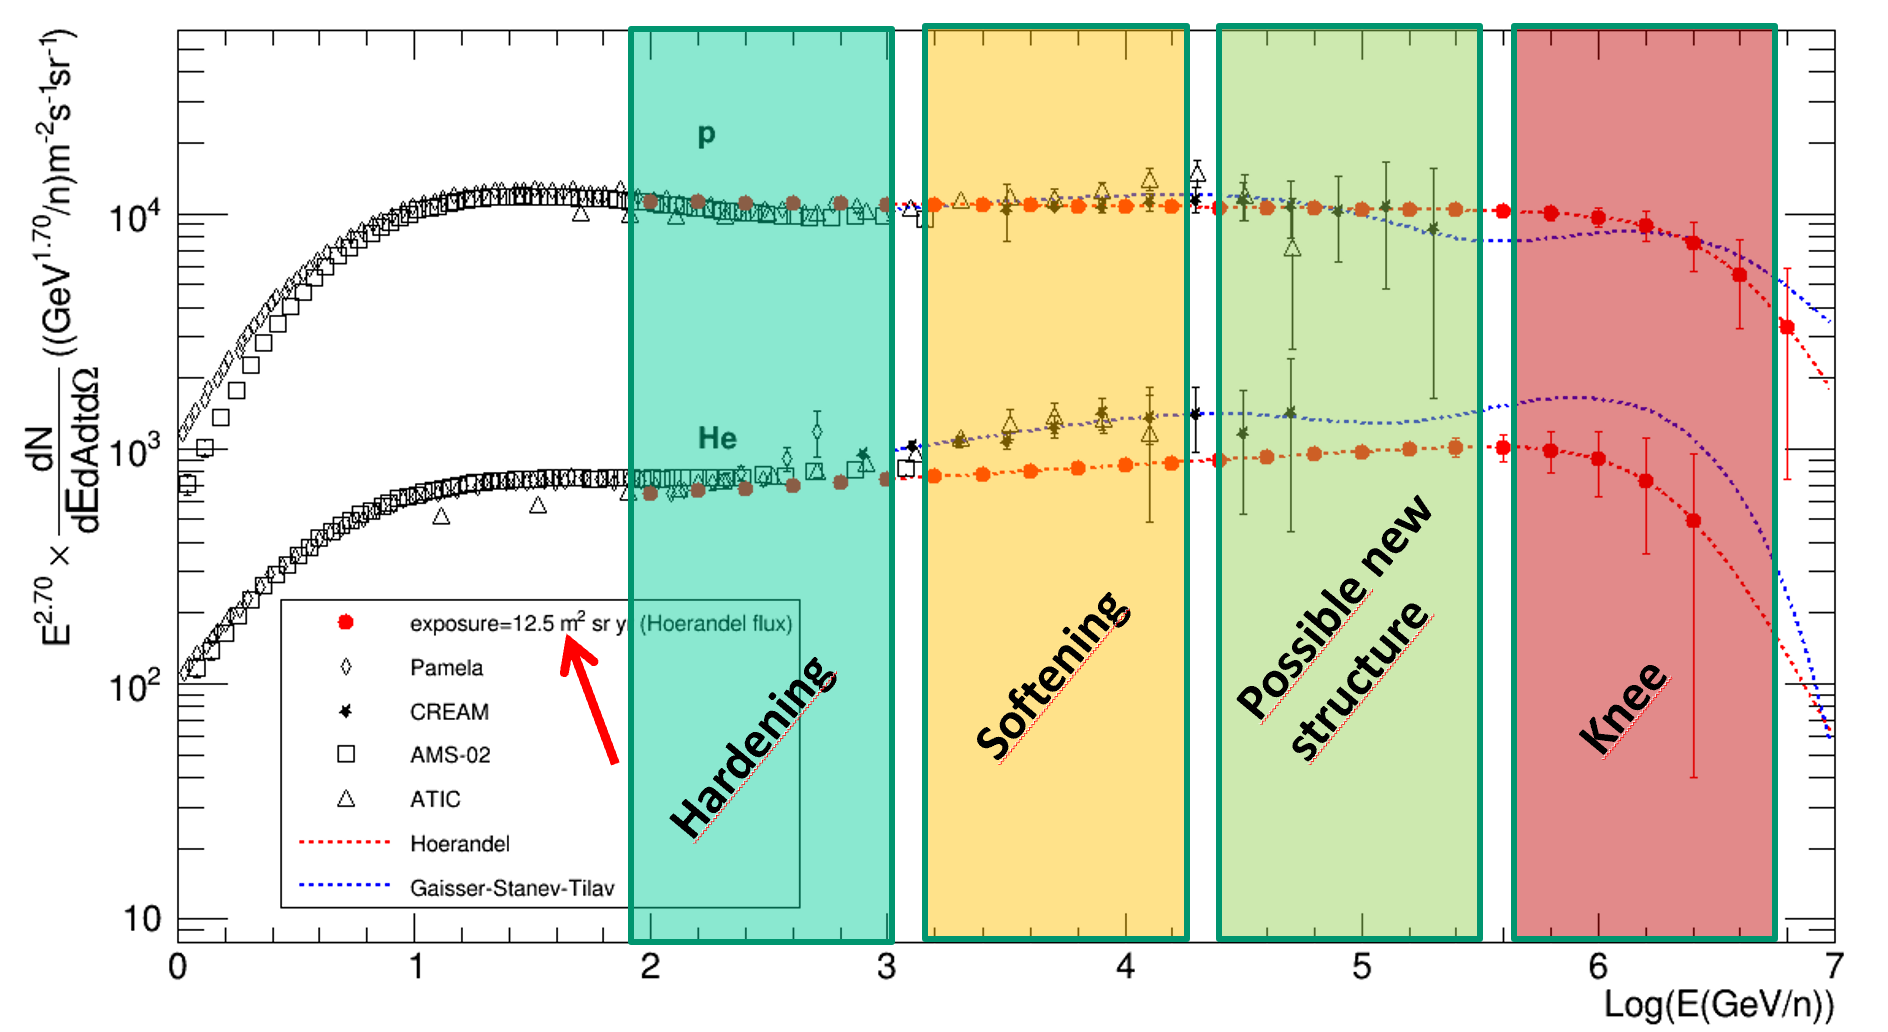 E^2.70 × dN/dEdAdtdΩ ((GeV^1.70/n)m^-2s^-1sr^-1)
10^4
10^3
10^2
10
p
He
exposure=12.5 m^2 sr y. (Hoerandel flux)
Pamela
CREAM
AMS-02
ATIC
Hoerandel
Gaisser-Stanev-Tilav
Hardening
Softening
Possible new
structure
Knee
0 1 2 3 4 5 6 7
Log(E(GeV/n))